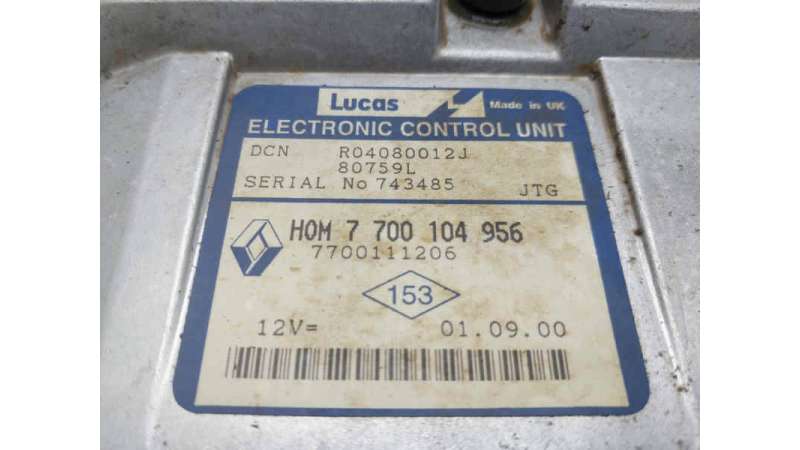 Lucas Made in UK
ELECTRONIC CONTROL UNIT
DCN R04080012J
80759L
SERIAL No 743485 JTG
HOM 7 700 104 956
7700111206
153
12V= 01.09.00